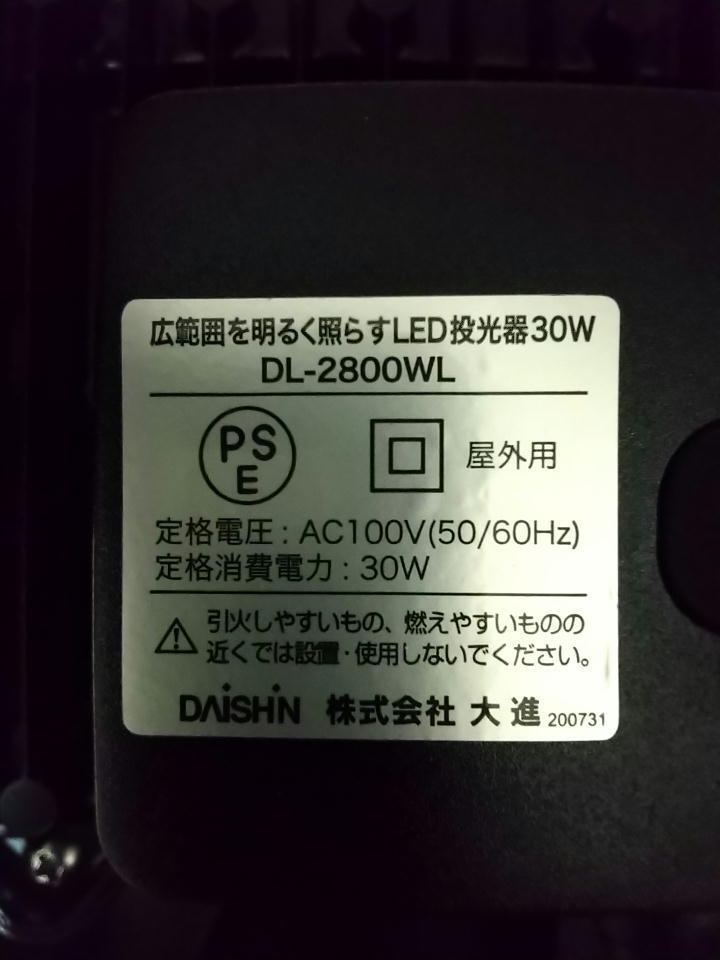 広範囲を明るく照らすLED投光器30W
DL-2800WL
PS
E
屋外用
定格電圧 : AC100V(50/60Hz)
定格消費電力 : 30W
引火しやすいもの、燃えやすいものの
近くでは設置・使用しないでください。
DAiSHiN 株式会社 大進 200731